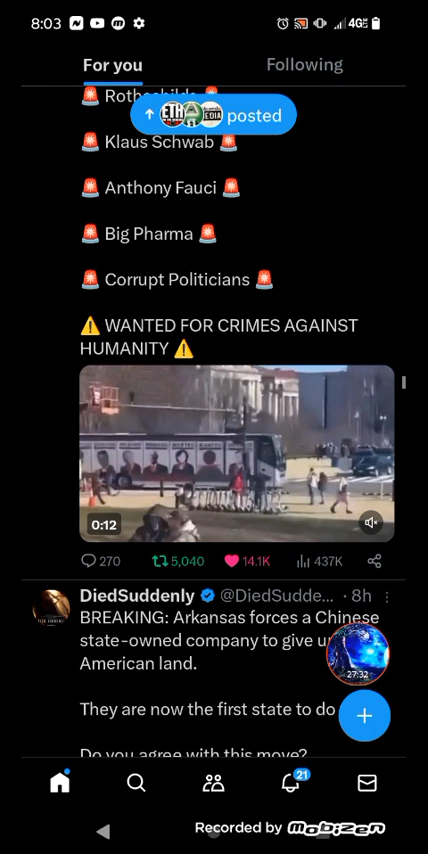 8:03
4G
For you
Following
🚨 Rothschilds 🚨
↑ ETH EDIA posted
🚨 Klaus Schwab 🚨
🚨 Anthony Fauci 🚨
🚨 Big Pharma 🚨
🚨 Corrupt Politicians 🚨
⚠️ WANTED FOR CRIMES AGAINST
HUMANITY ⚠️
0:12
270
5,040
14.1K
437K
DiedSuddenly @DiedSudde... · 8h
BREAKING: Arkansas forces a Chinese
state-owned company to give
American land.
27:32
They are now the first state to do
Do you agree with this move?
21
Recorded by Mobizen